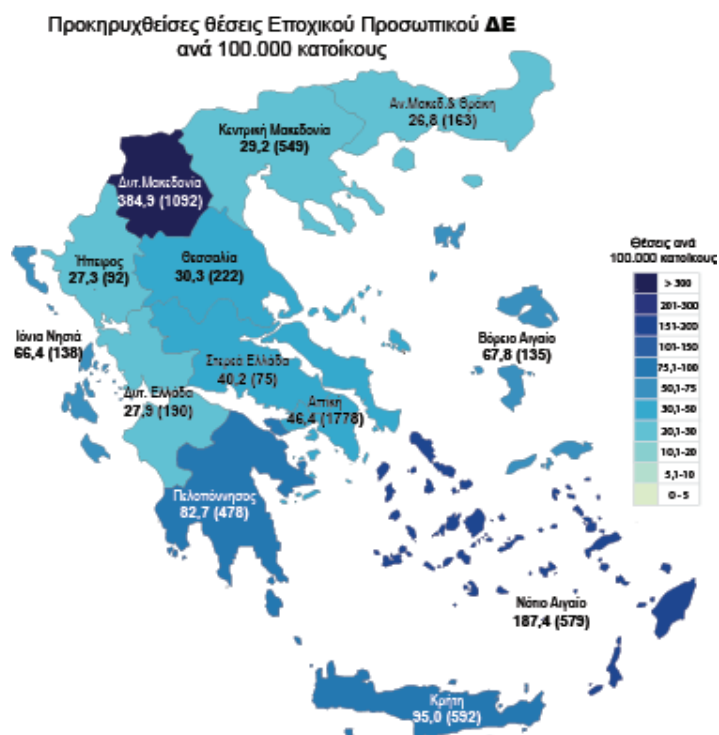 Προκηρυχθείσες θέσεις Εποχικού Προσωπικού ΔΕ
ανά 100.000 κατοίκους
Αν.Μακεδ.& Θράκη
26,8 (163)
Κεντρική Μακεδονία
29,2 (549)
Δυτ.Μακεδονία
384,9 (1092)
Ήπειρος
27,3 (92)
Θεσσαλία
30,3 (222)
Θέσεις ανά
100.000 κατοίκους
> 300
201-300
151-200
101-150
75,1-100
50,1-75
30,1-50
20,1-30
10,1-20
5,1-10
0 - 5
Ιόνια Νησιά
66,4 (138)
Βόρειο Αιγαίο
67,8 (135)
Στερεά Ελλάδα
40,2 (75)
Δυτ. Ελλάδα
27,9 (190)
Αττικη
46,4 (1778)
Πελοπόννησος
82,7 (478)
Νότιο Αιγαίο
187,4 (579)
Κρήτη
95,0 (592)